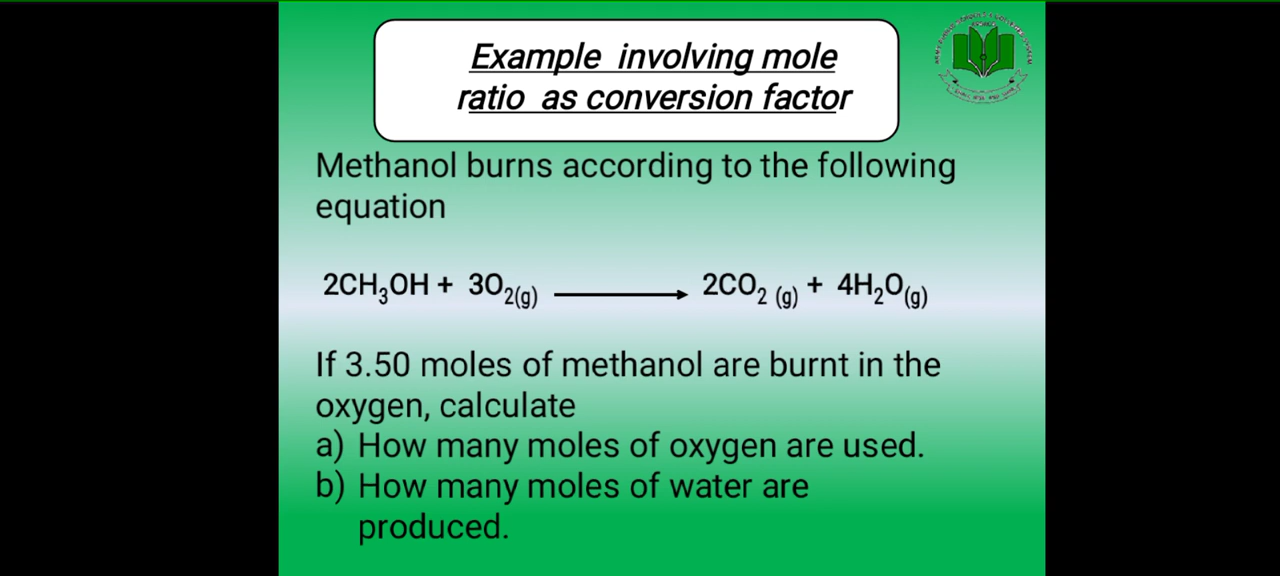 Example involving mole
ratio as conversion factor
Methanol burns according to the following
equation
2CH₃OH + 3O₂(g) ⟶ 2CO₂ (g) + 4H₂O(g)
If 3.50 moles of methanol are burnt in the
oxygen, calculate
a) How many moles of oxygen are used.
b) How many moles of water are
produced.